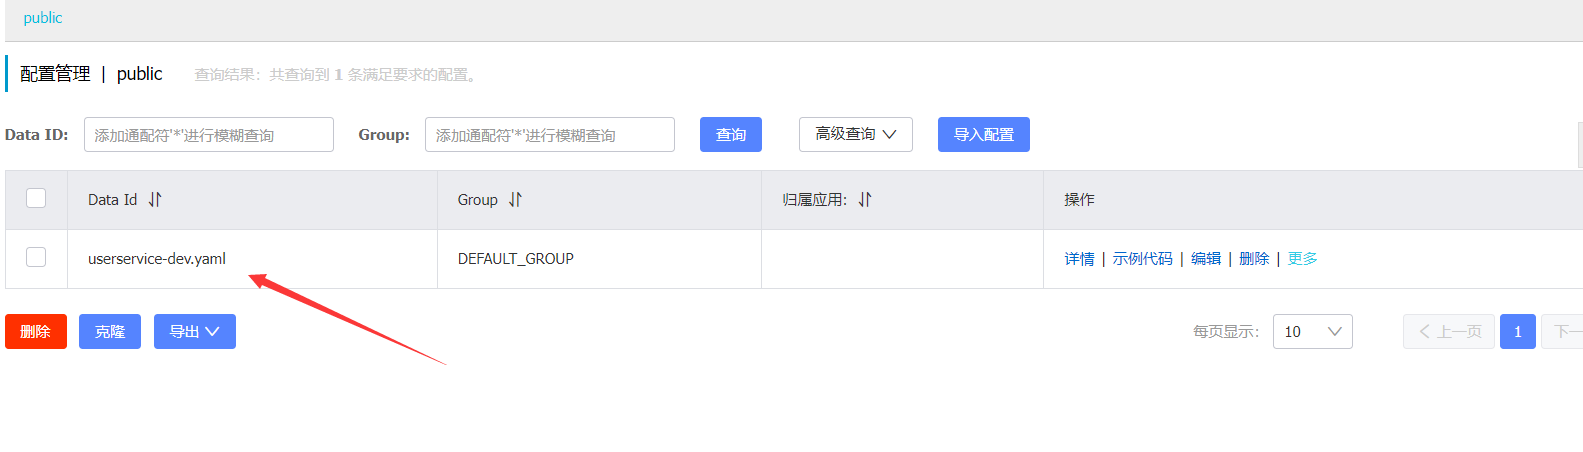 public
配置管理 | public 查询结果：共查询到 1 条满足要求的配置。
Data ID: 添加通配符'*'进行模糊查询 Group: 添加通配符'*'进行模糊查询 查询 高级查询 导入配置
Data Id Group 归属应用: 操作
userservice-dev.yaml DEFAULT_GROUP 详情 | 示例代码 | 编辑 | 删除 | 更多
删除 克隆 导出 每页显示: 10 上一页 1 下一